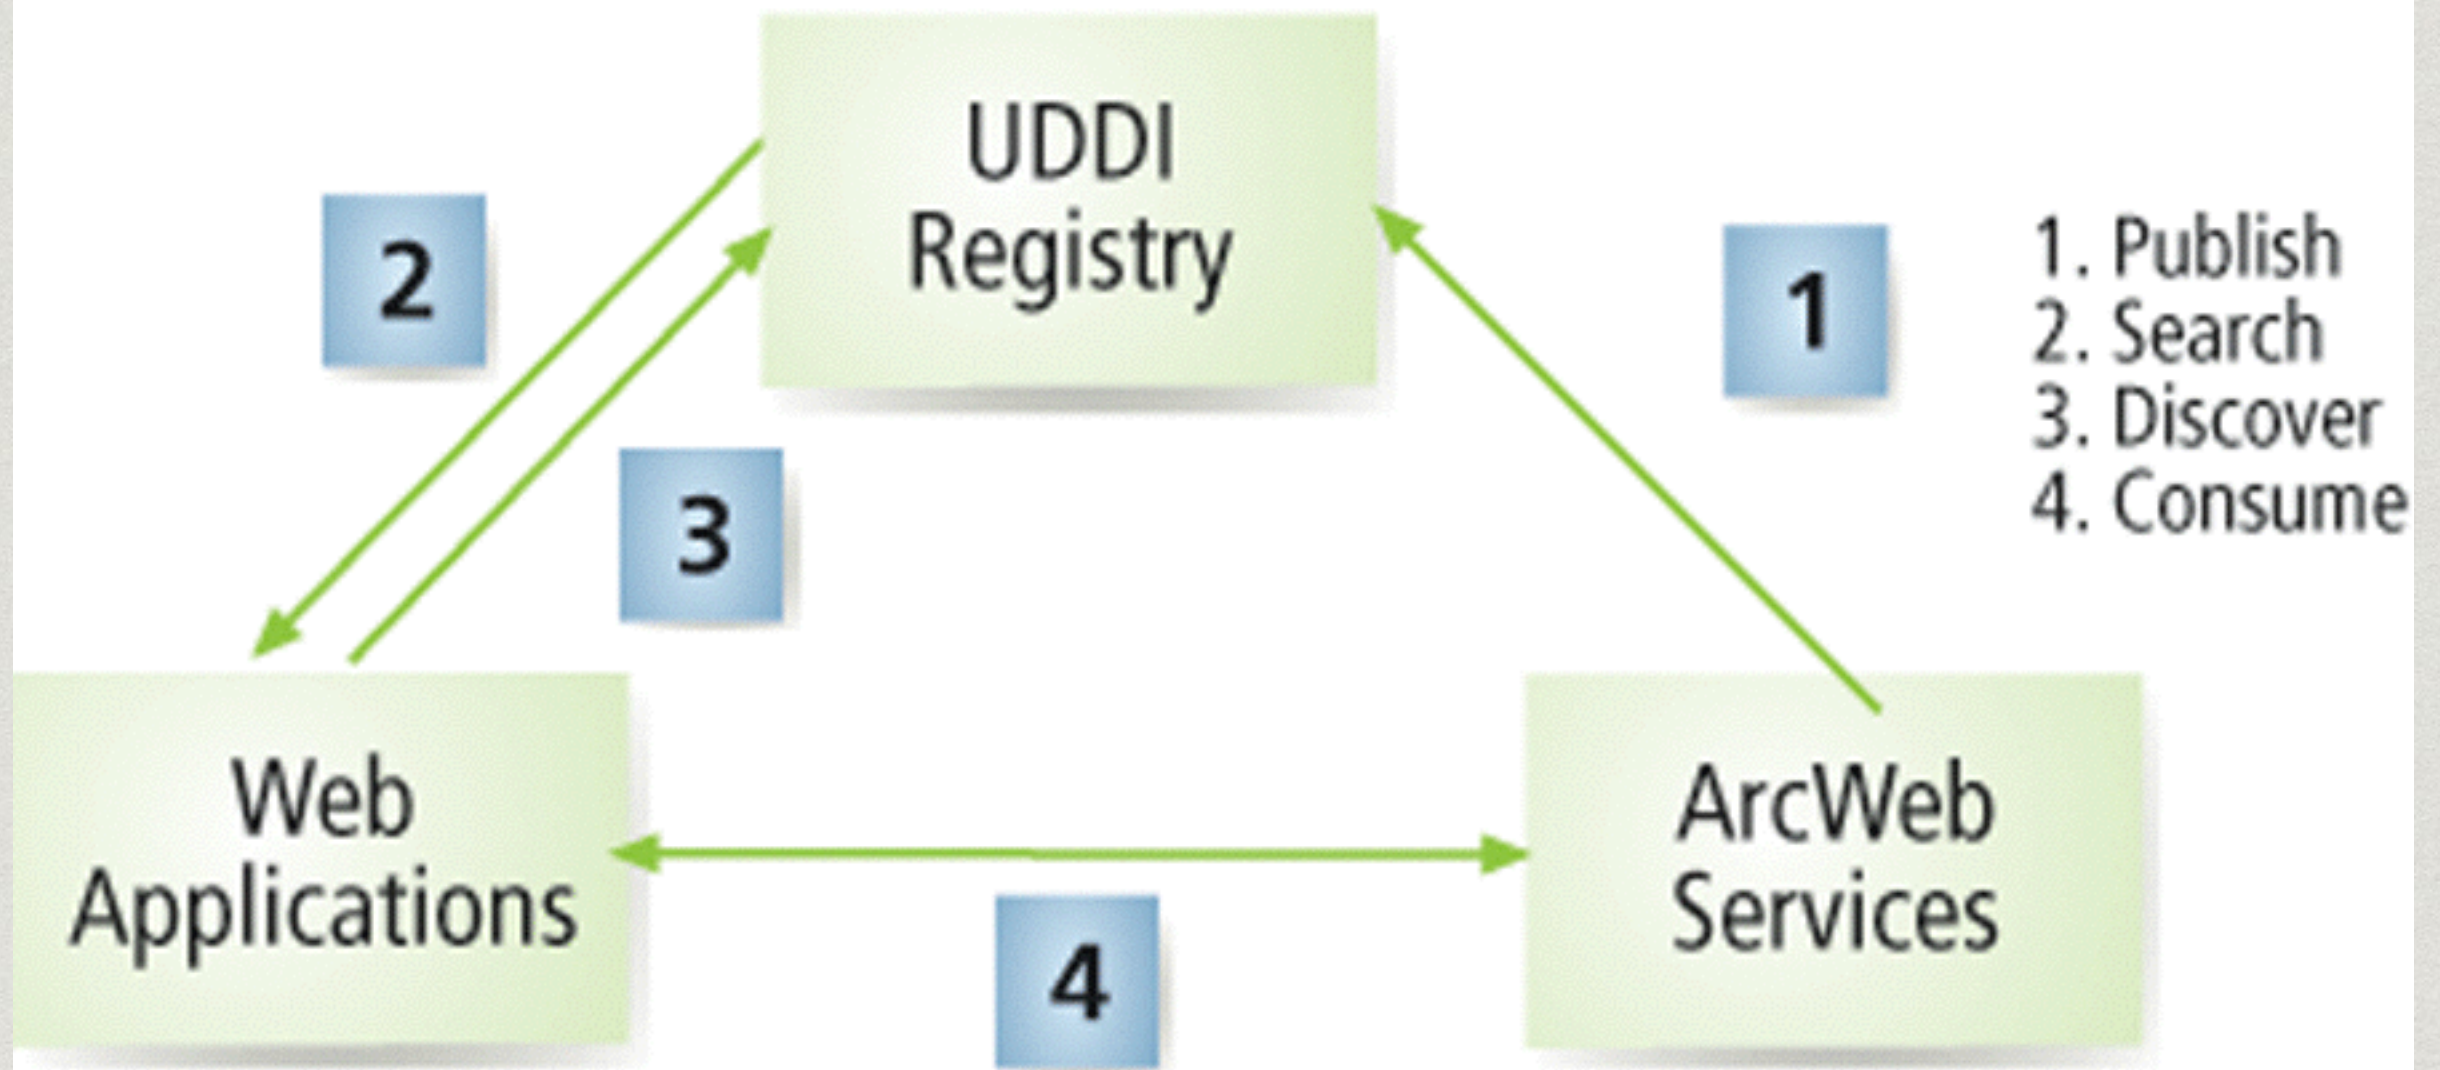 UDDI
Registry
2
1
1. Publish
2. Search
3. Discover
4. Consume
3
Web
Applications
ArcWeb
Services
4